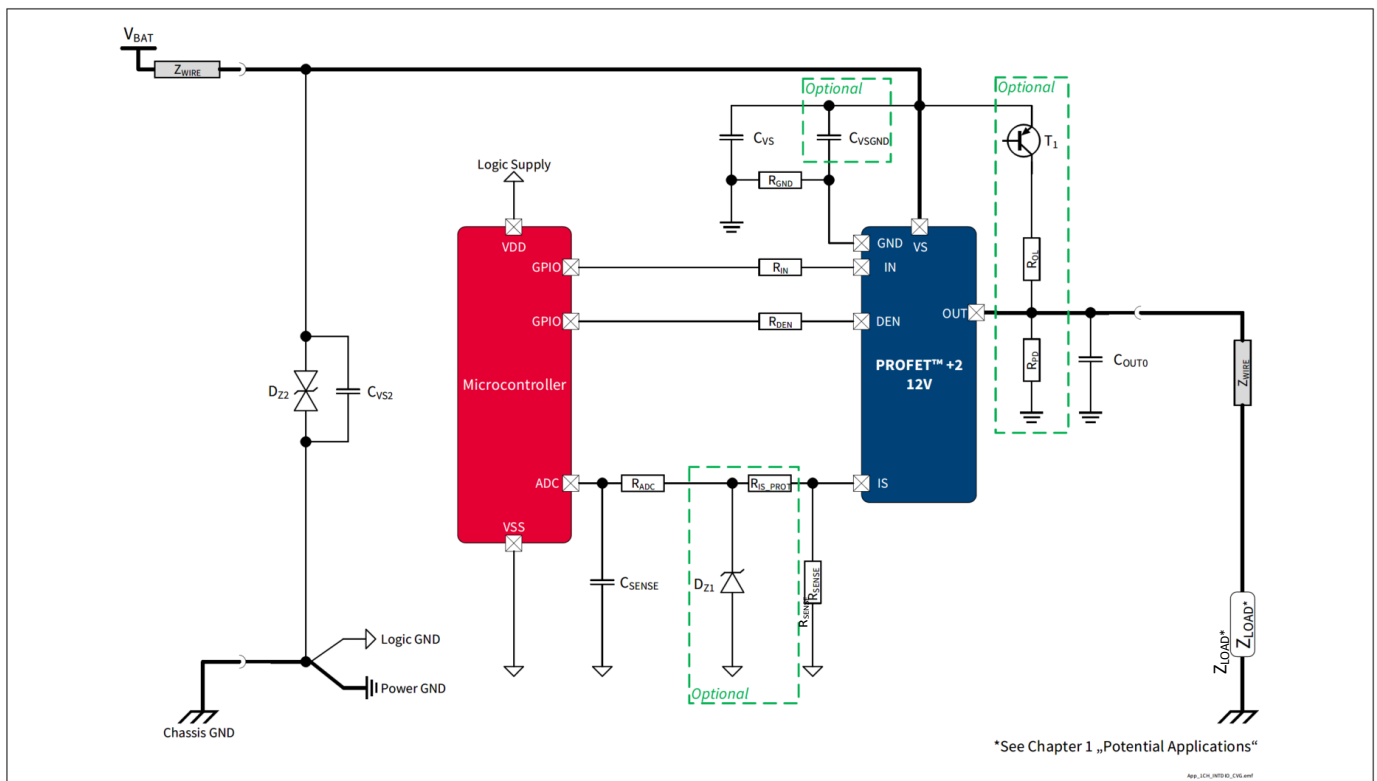 VBAT
ZWIRE
Optional
Optional
CVS
CVSGND
T1
Logic Supply
RGND
VDD
GND
VS
GPIO
RIN
IN
ROL
GPIO
RDEN
DEN
OUT
PROFET™ +2
12V
RPD
COUT0
ZWIRE
Microcontroller
DZ2
CVS2
ADC
RADC
RIS_PROT
IS
VSS
CSENSE
DZ1
RSENSE
RSENSE
Optional
Logic GND
Power GND
Chassis GND
ZLOAD*
ZLOAD*
*See Chapter 1 „Potential Applications“
App_1CH_INTDIO_CVG.emf